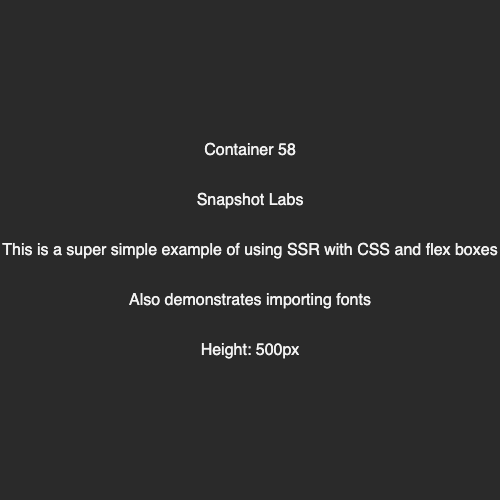 Container 58
Snapshot Labs
This is a super simple example of using SSR with CSS and flex boxes
Also demonstrates importing fonts
Height: 500px